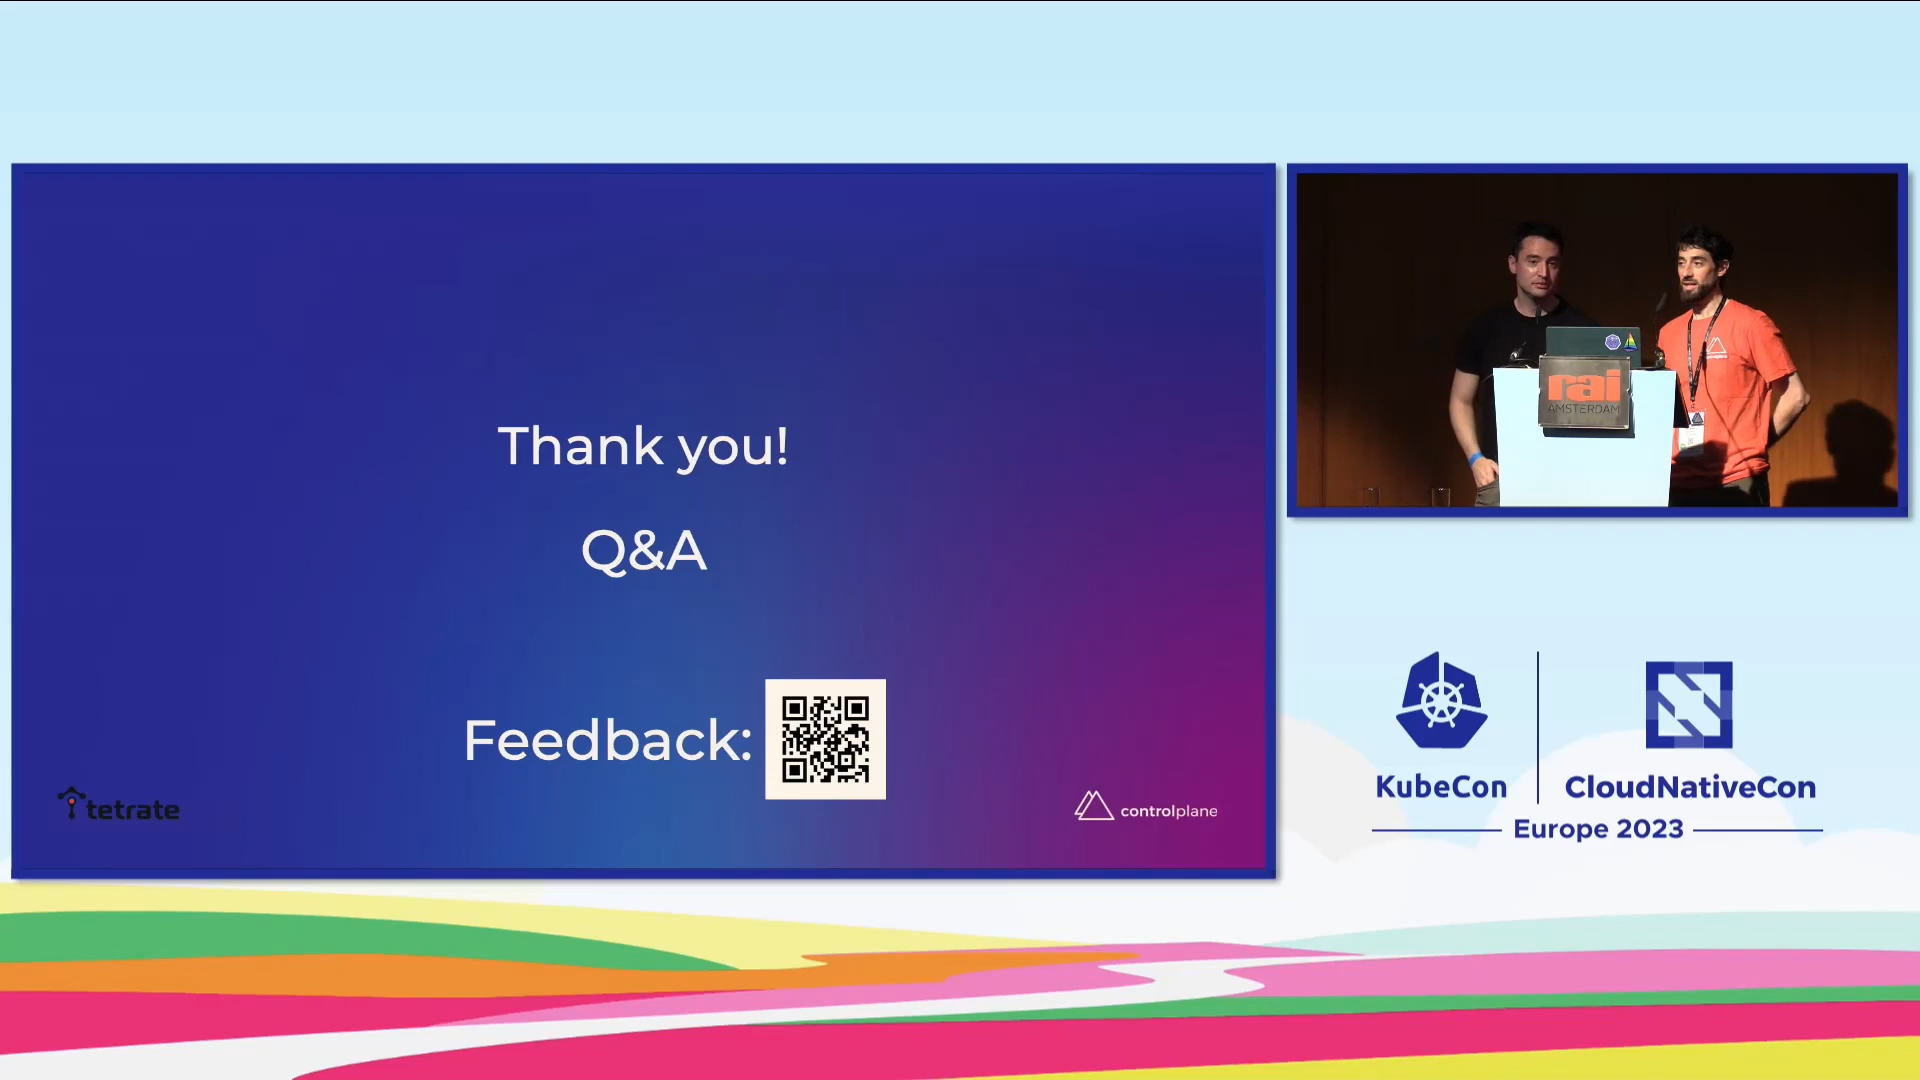 Thank you!
Q&A
Feedback:
tetrate
controlplane
rai
AMSTERDAM
KubeCon
CloudNativeCon
Europe 2023